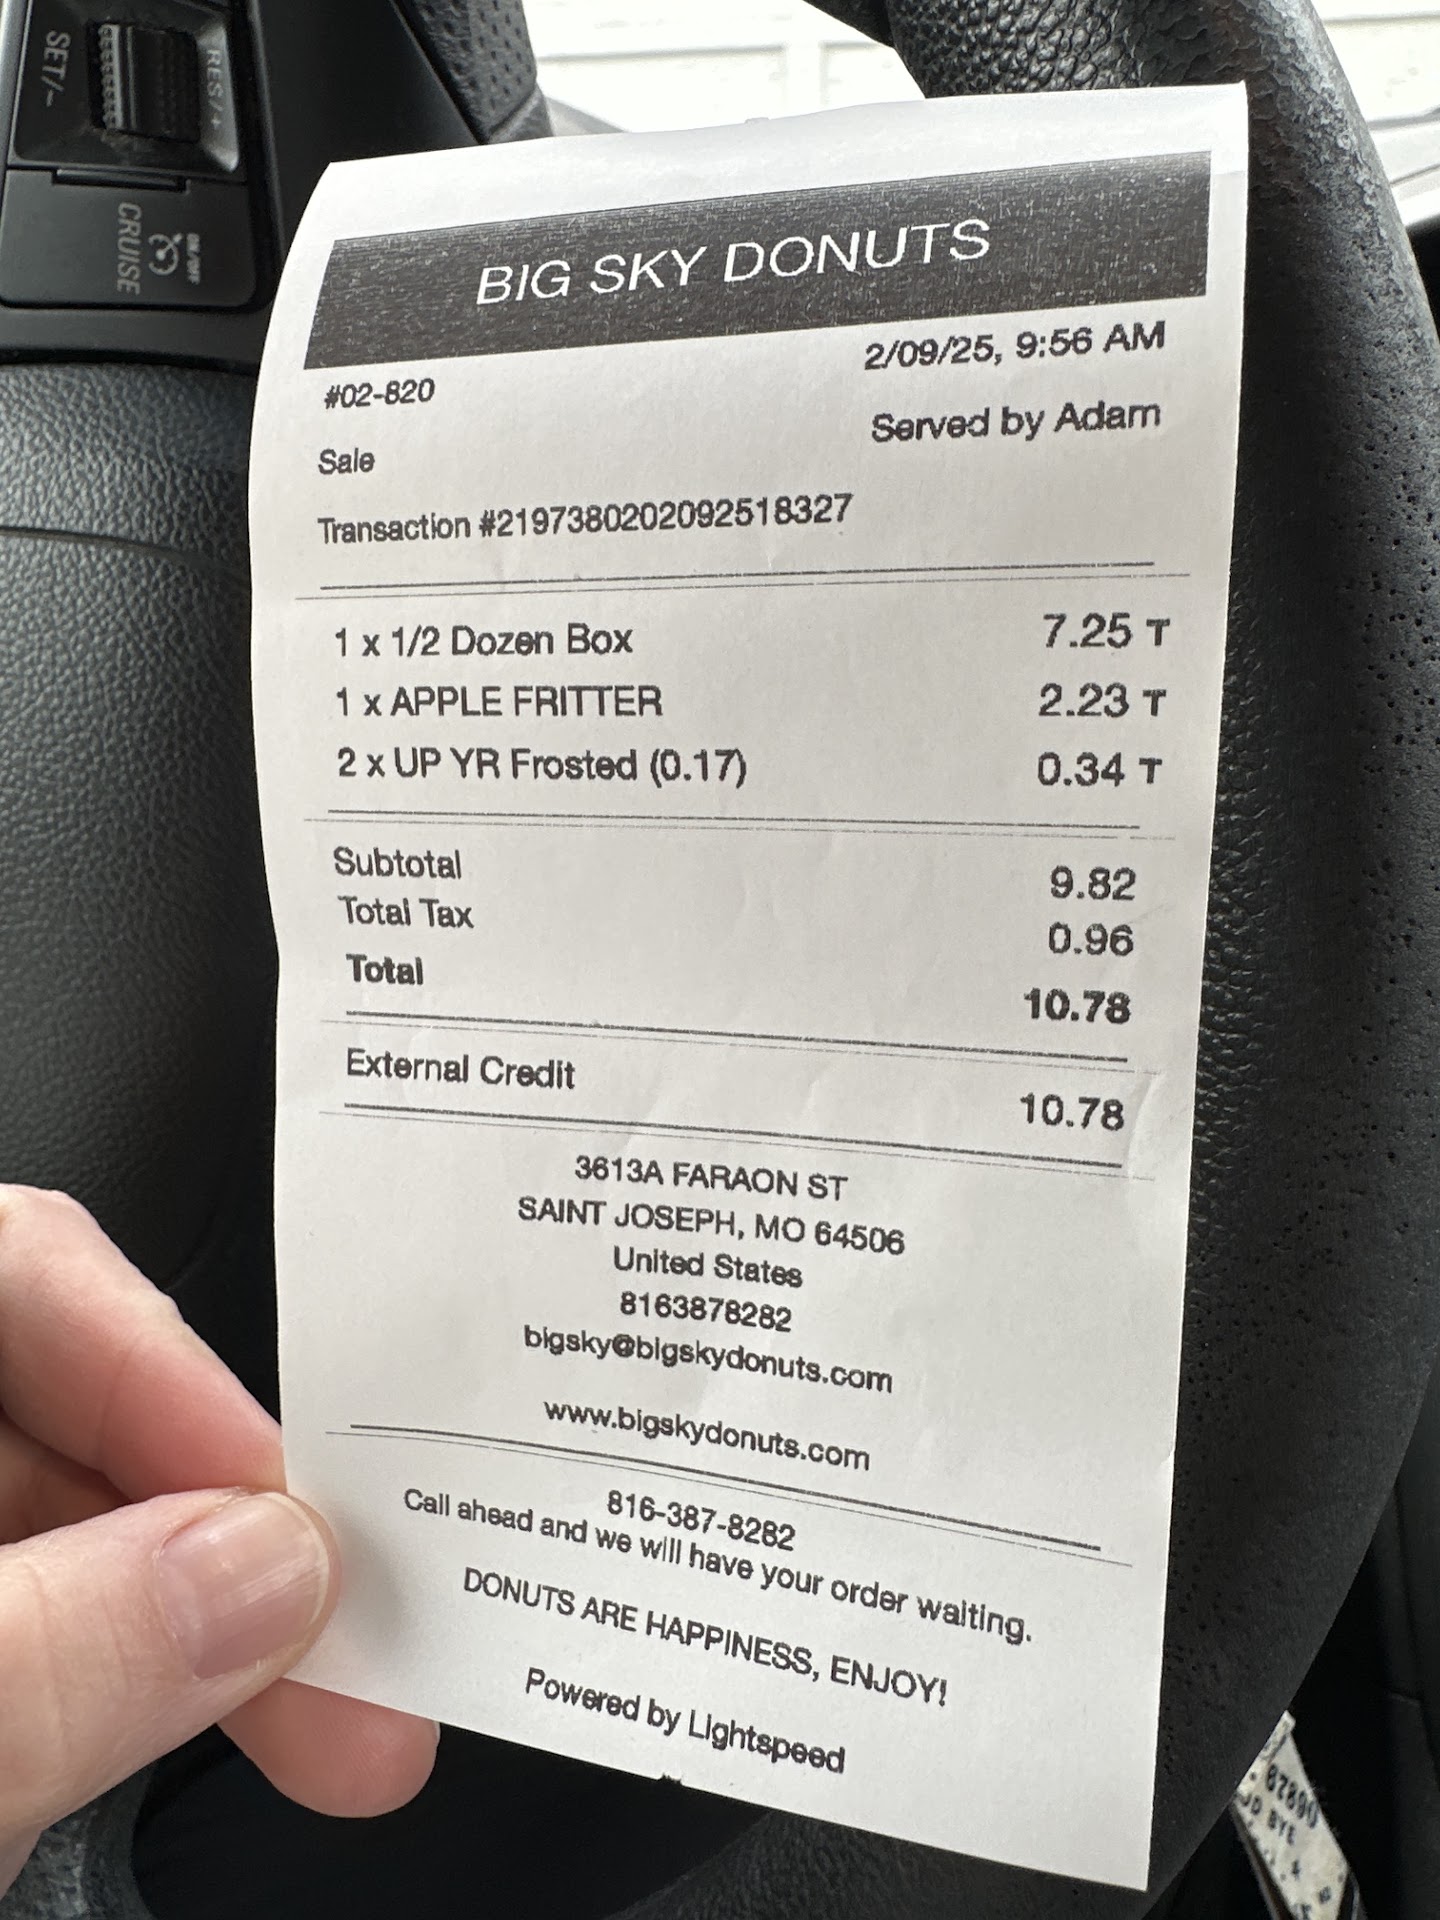 SET/-
RES/+
CRUISE
ON/OFF
BIG SKY DONUTS
#02-820 2/09/25, 9:56 AM
Sale Served by Adam
Transaction #2197380202092518327
1 x 1/2 Dozen Box 7.25 T
1 x APPLE FRITTER 2.23 T
2 x UP YR Frosted (0.17) 0.34 T
Subtotal 9.82
Total Tax 0.96
Total 10.78
External Credit 10.78
3613A FARAON ST
SAINT JOSEPH, MO 64506
United States
8163878282
bigsky@bigskydonuts.com
www.bigskydonuts.com
816-387-8282
Call ahead and we will have your order waiting.
DONUTS ARE HAPPINESS, ENJOY!
Powered by Lightspeed